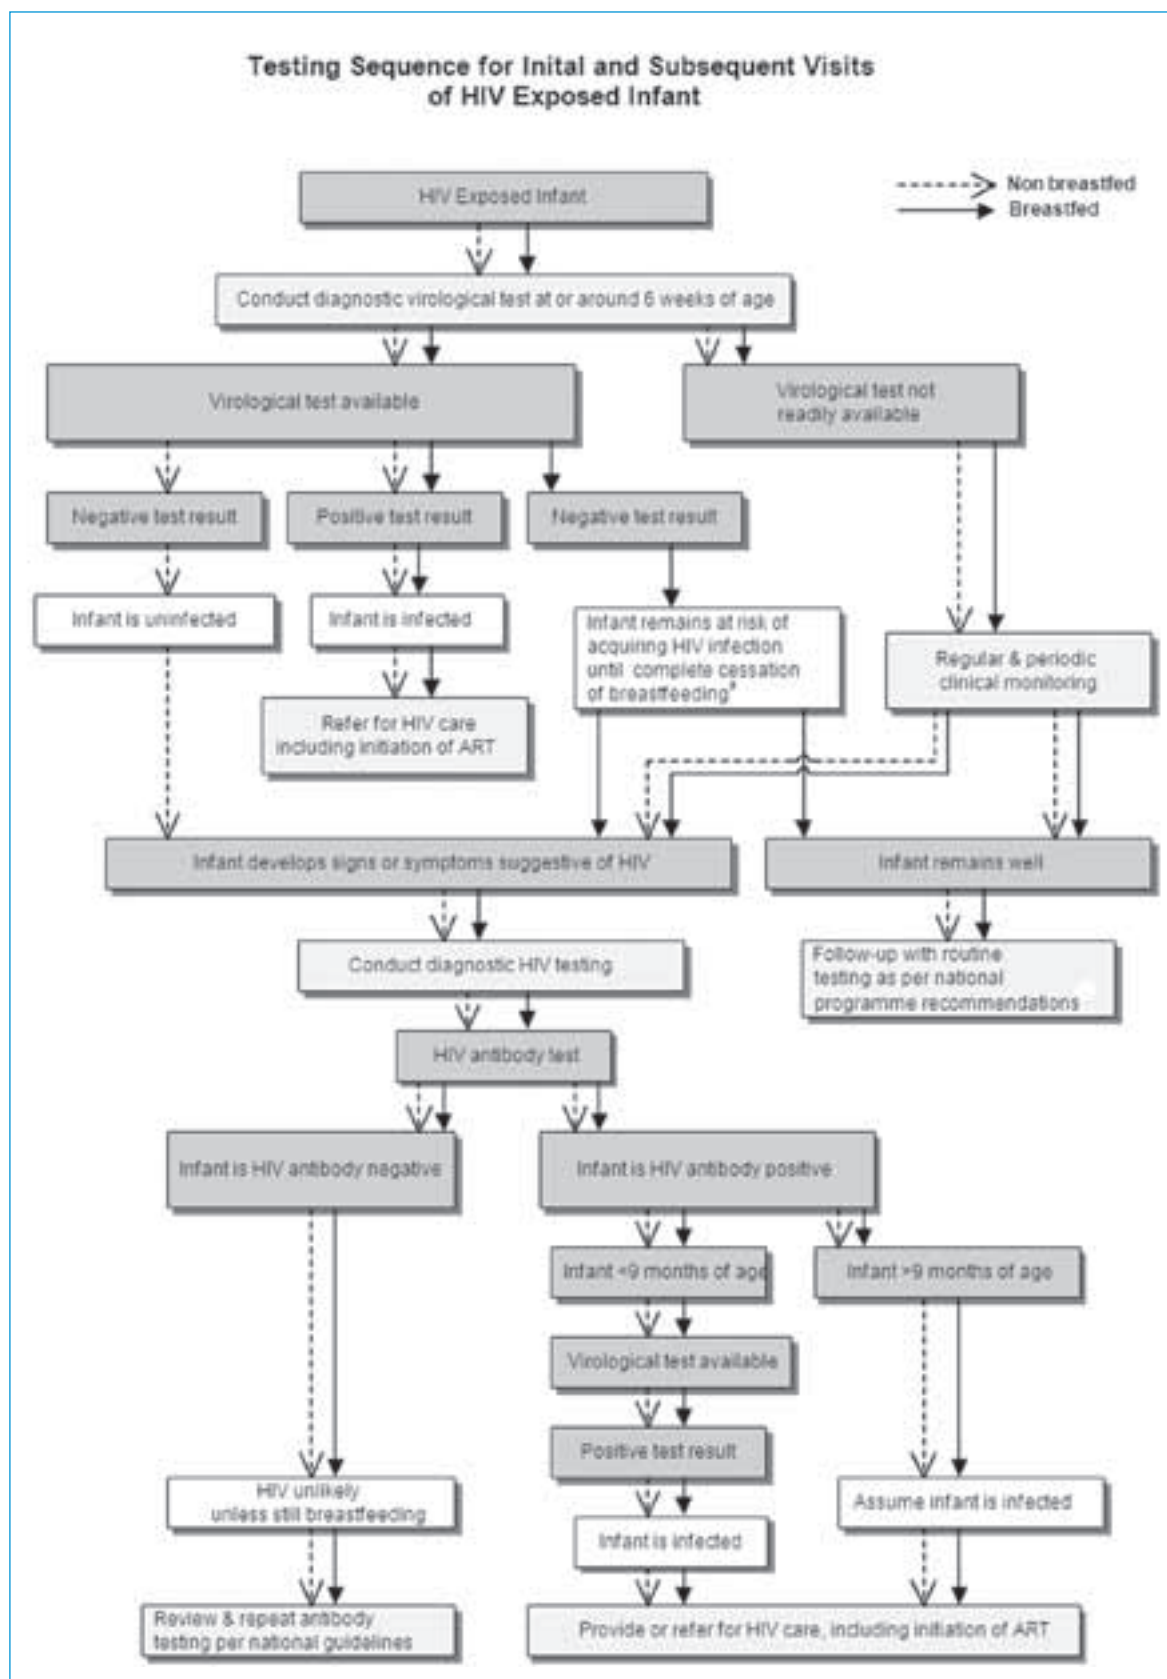 Testing Sequence for Inital and Subsequent Visits
of HIV Exposed Infant
Non breastfed
Breastfed
HIV Exposed Infant
Conduct diagnostic virological test at or around 6 weeks of age
Virological test available
Virological test not
readily available
Negative test result
Positive test result
Negative test result
Infant is uninfected
Infant is infected
Infant remains at risk of
acquiring HIV infection
until complete cessation
of breastfeeding
Regular & periodic
clinical monitoring
Refer for HIV care
including initiation of ART
Infant develops signs or symptoms suggestive of HIV
Infant remains well
Conduct diagnostic HIV testing
Follow-up with routine
testing as per national
programme recommendations
HIV antibody test
Infant is HIV antibody negative
Infant is HIV antibody positive
Infant <9 months of age
Infant >9 months of age
Virological test available
Positive test result
HIV unlikely
unless still breastfeeding
Assume infant is infected
Infant is infected
Review & repeat antibody
testing per national guidelines
Provide or refer for HIV care, including initiation of ART